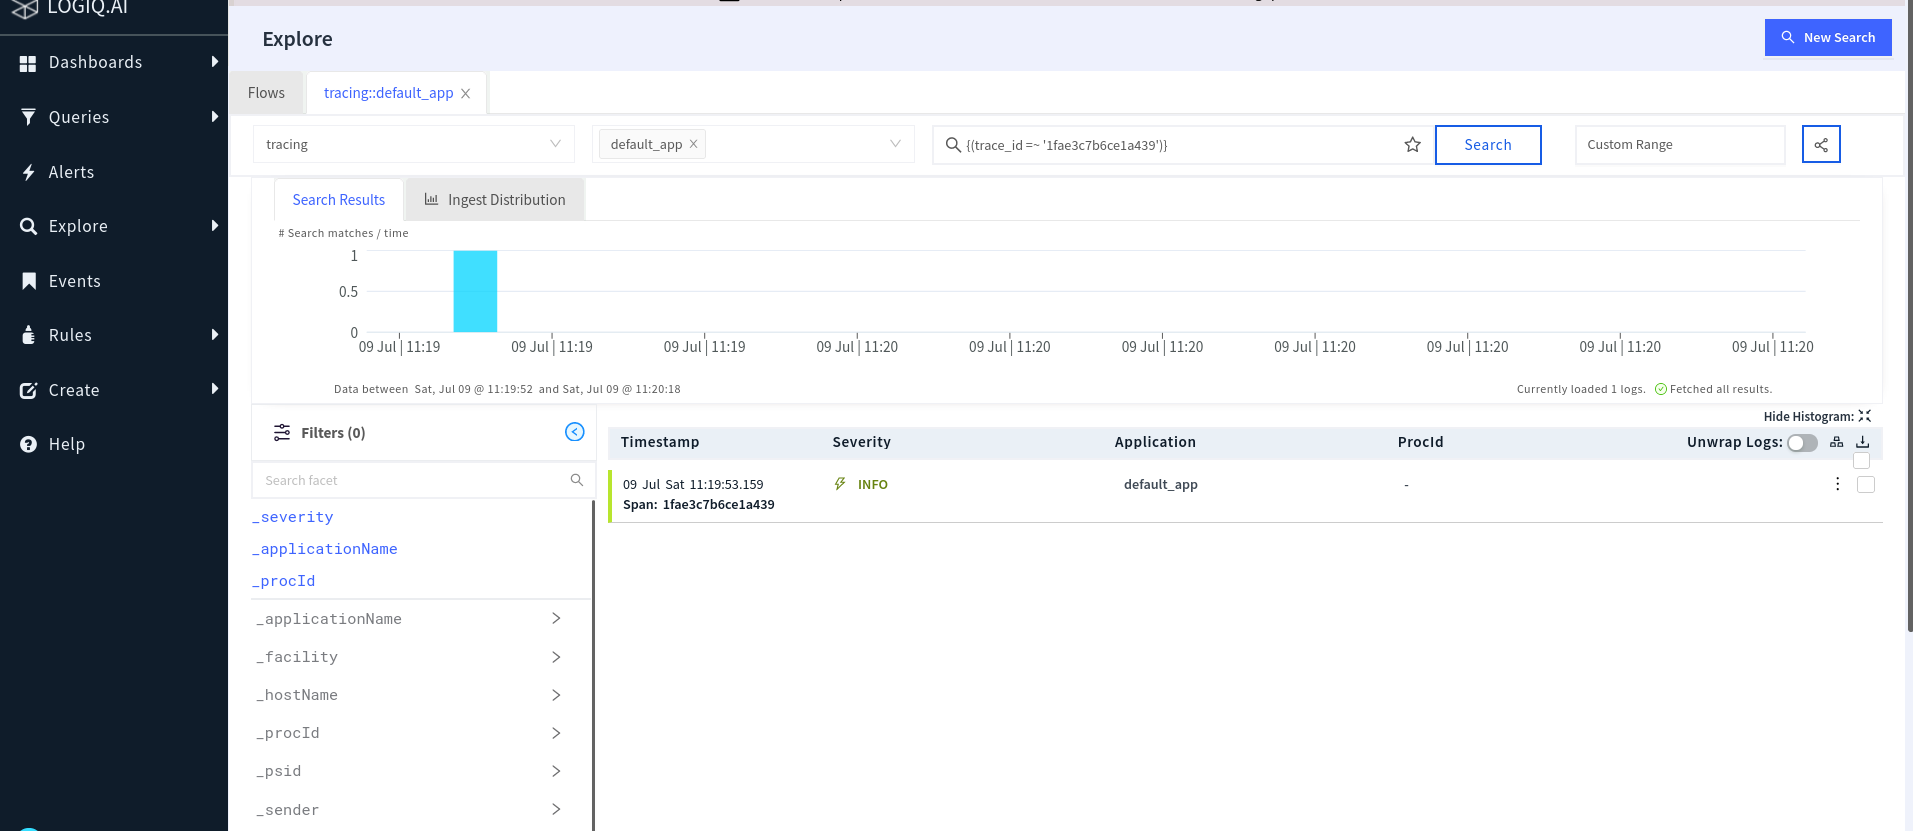 LOGIQ.AI
Dashboards
Queries
Alerts
Explore
Events
Rules
Create
Help
Explore
New Search
Flows
tracing::default_app
tracing
default_app
{(trace_id =~ '1fae3c7b6ce1a439')}
Search
Custom Range
Search Results
Ingest Distribution
# Search matches / time
1
0.5
0
09 Jul | 11:19 09 Jul | 11:19 09 Jul | 11:19 09 Jul | 11:20 09 Jul | 11:20 09 Jul | 11:20 09 Jul | 11:20 09 Jul | 11:20 09 Jul | 11:20 09 Jul | 11:20
Data between Sat, Jul 09 @ 11:19:52 and Sat, Jul 09 @ 11:20:18
Currently loaded 1 logs. Fetched all results.
Hide Histogram:
Filters (0)
Search facet
_severity
_applicationName
_procId
_applicationName
_facility
_hostName
_procId
_psid
_sender
Timestamp Severity Application ProcId Unwrap Logs:
09 Jul Sat 11:19:53.159 INFO default_app -
Span: 1fae3c7b6ce1a439